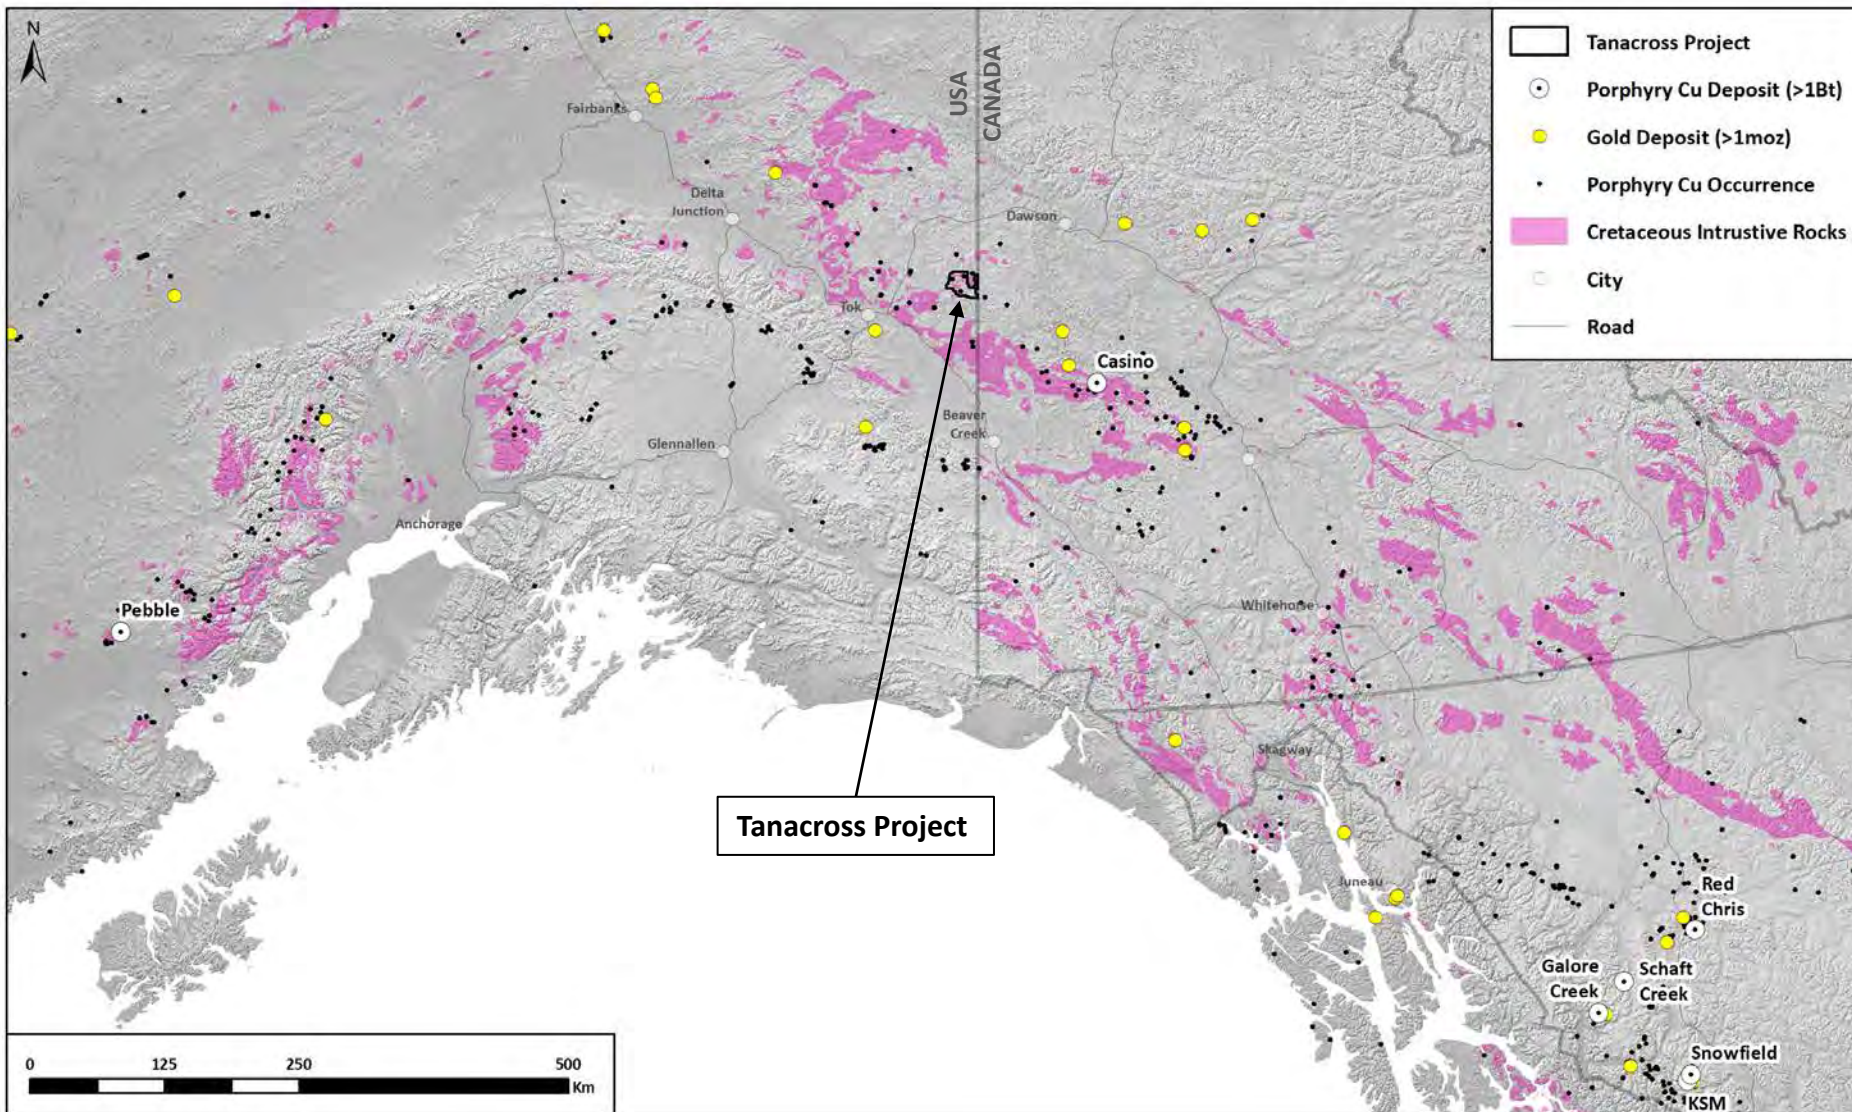 N
USA
CANADA
Tanacross Project
Porphyry Cu Deposit (>1Bt)
Gold Deposit (>1moz)
Porphyry Cu Occurrence
Cretaceous Intrustive Rocks
City
Road
Fairbanks
Delta
Junction
Dawson
Tok
Casino
Beaver
Creek
Glennallen
Anchorage
Pebble
Whitehorse
Skagway
Tanacross Project
Juneau
Red
Chris
Galore
Creek
Schaft
Creek
Snowfield
KSM
0 125 250 500
Km